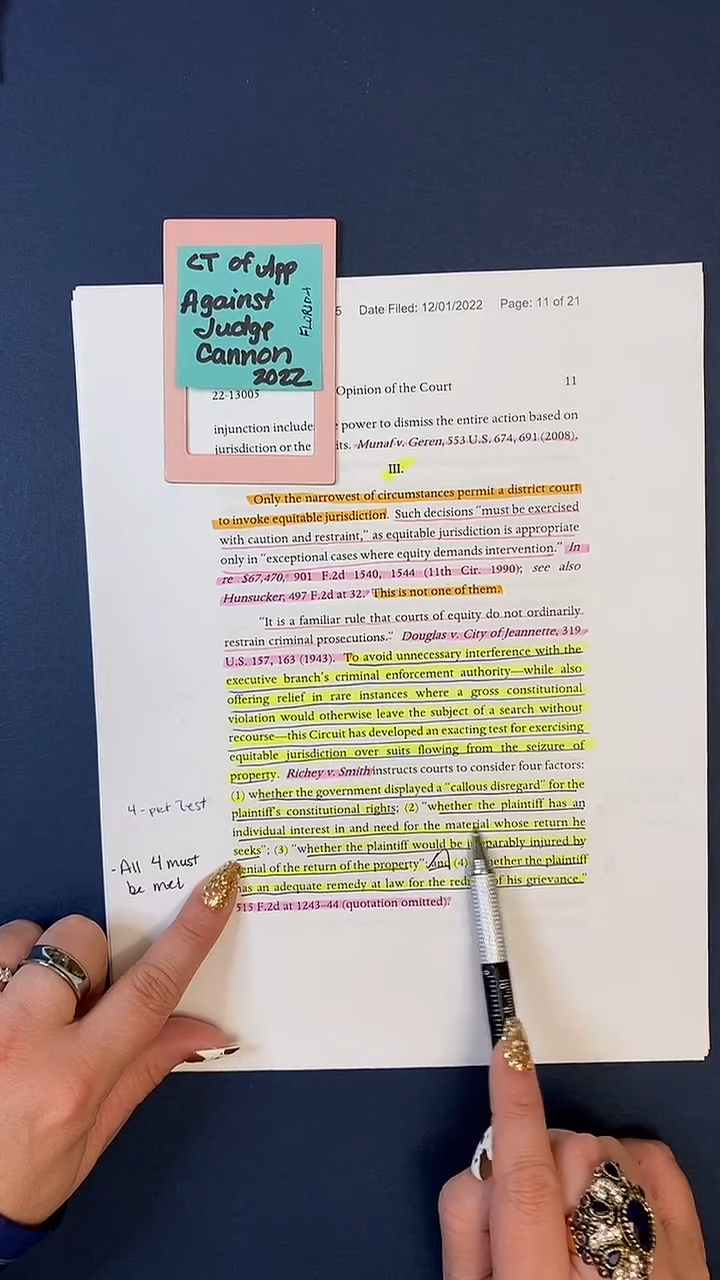 CT of App
Against
Judge
Cannon
2022
FLORIDA
5 Date Filed: 12/01/2022 Page: 11 of 21
22-13005 Opinion of the Court 11
injunction include power to dismiss the entire action based on
jurisdiction or the its. Munaf v. Geren, 553 U.S. 674, 691 (2008).
III.
Only the narrowest of circumstances permit a district court
to invoke equitable jurisdiction. Such decisions “must be exercised
with caution and restraint,” as equitable jurisdiction is appropriate
only in “exceptional cases where equity demands intervention.” In
re $67,470, 901 F.2d 1540, 1544 (11th Cir. 1990); see also
Hunsucker, 497 F.2d at 32. This is not one of them.
“It is a familiar rule that courts of equity do not ordinarily
restrain criminal prosecutions.” Douglas v. City of Jeannette, 319
U.S. 157, 163 (1943). To avoid unnecessary interference with the
executive branch’s criminal enforcement authority—while also
offering relief in rare instances where a gross constitutional
violation would otherwise leave the subject of a search without
recourse—this Circuit has developed an exacting test for exercising
equitable jurisdiction over suits flowing from the seizure of
property. Richey v. Smith instructs courts to consider four factors:
(1) whether the government displayed a “callous disregard” for the
plaintiff’s constitutional rights; (2) “whether the plaintiff has an
individual interest in and need for the material whose return he
seeks”; (3) “whether the plaintiff would be irreparably injured by
denial of the return of the property”; and (4) “whether the plaintiff
has an adequate remedy at law for the red of his grievance.”
515 F.2d at 1243–44 (quotation omitted).
4-part Test
-All 4 must
be met